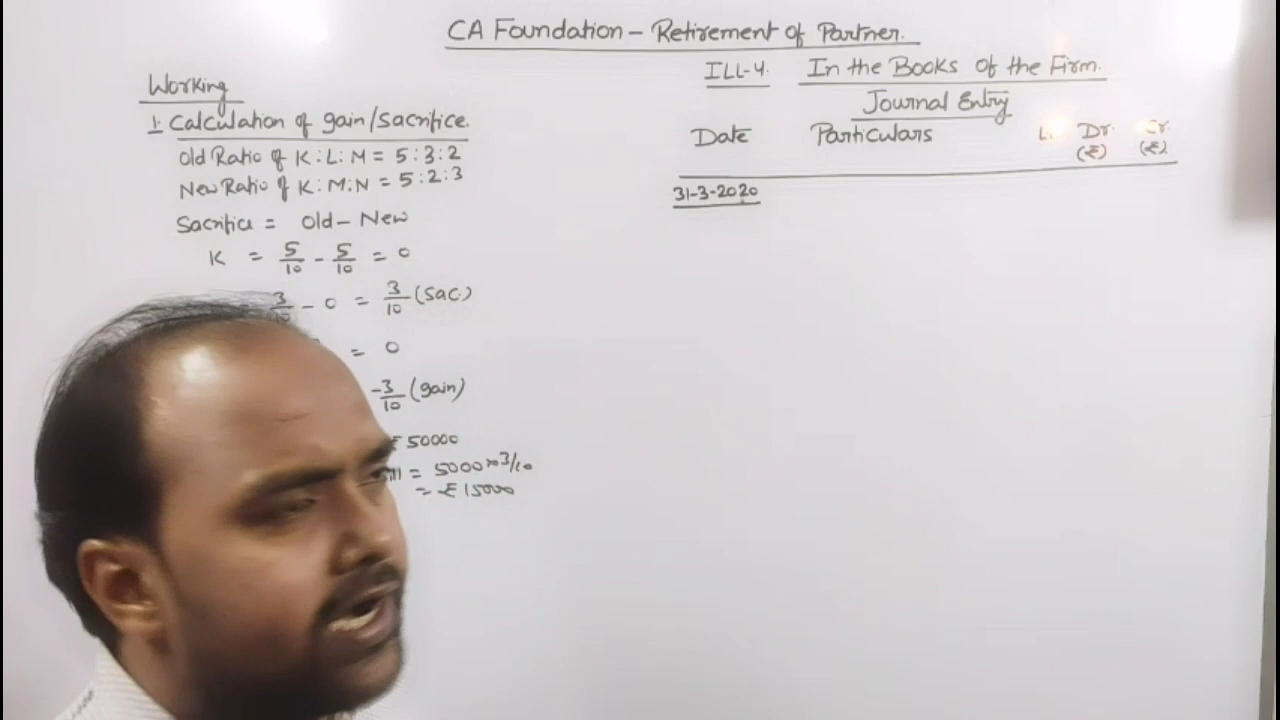 CA Foundation – Retirement of Partner.
Working
1. Calculation of gain/sacrifice.
Old Ratio of K:L:M = 5:3:2
New Ratio of K:M:N = 5:2:3
Sacrifice = Old – New
K = 5/10 – 5/10 = 0
3/10 – 0 = 3/10 (sac.)
= 0
-3/10 (gain)
₹ 50000
= 5000×3/10
= ₹ 15000
ILL-4. In the Books of the Firm.
Journal Entry
Date Particulars L. Dr. Cr.
(₹) (₹)
31-3-2020